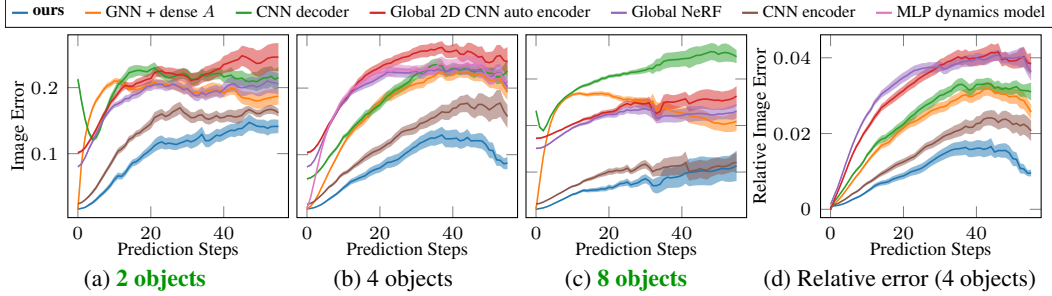 ours GNN + dense A CNN decoder Global 2D CNN auto encoder Global NeRF CNN encoder MLP dynamics model
Image Error
0.2
0.1
0 20 40
Prediction Steps
(a) 2 objects
0 20 40
Prediction Steps
(b) 4 objects
0 20 40
Prediction Steps
(c) 8 objects
Relative Image Error
0.04
0.02
0
0 20 40
Prediction Steps
(d) Relative error (4 objects)